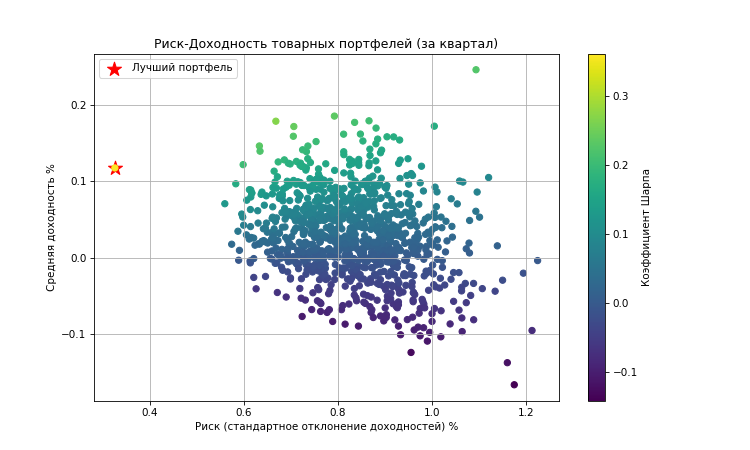 Риск-Доходность товарных портфелей (за квартал)
Лучший портфель
Средняя доходность %
0.2
0.1
0.0
−0.1
0.4
0.6
0.8
1.0
1.2
Риск (стандартное отклонение доходностей) %
0.3
0.2
0.1
0.0
−0.1
Коэффициент Шарпа